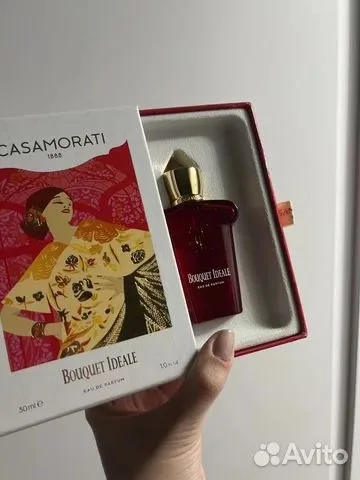 CASAMORATI
1888
BOUQUET IDEALE
EAU DE PARFUM
BOUQUET IDEALE
EAU DE PARFUM
30 ml e 1.0 fl. oz
Avito